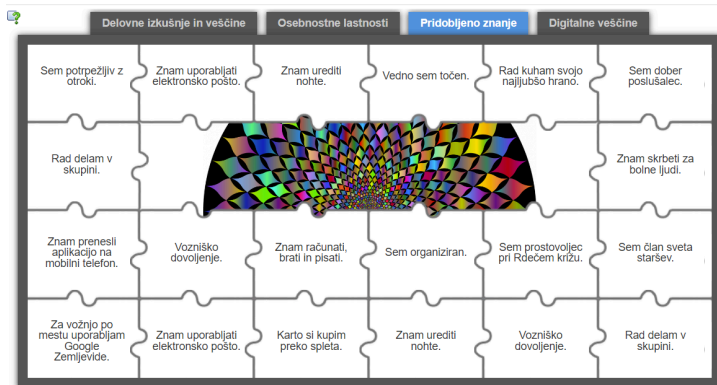 Delovne izkušnje in veščine
Osebnostne lastnosti
Pridobljeno znanje
Digitalne veščine
Sem potrpežljiv z
otroki.
Znam uporabljati
elektronsko pošto.
Znam urediti
nohte.
Vedno sem točen.
Rad kuham svojo
najljubšo hrano.
Sem dober
poslušalec.
Rad delam v
skupini.
Znam skrbeti za
bolne ljudi.
Znam prenesli
aplikacijo na
mobilni telefon.
Vozniško
dovoljenje.
Znam računati,
brati in pisati.
Sem organiziran.
Sem prostovoljec
pri Rdečem križu.
Sem član sveta
staršev.
Za vožnjo po
mestu uporabljam
Google
Zemljevide.
Znam uporabljati
elektronsko pošto.
Karto si kupim
preko spleta.
Znam urediti
nohte.
Vozniško
dovoljenje.
Rad delam v
skupini.